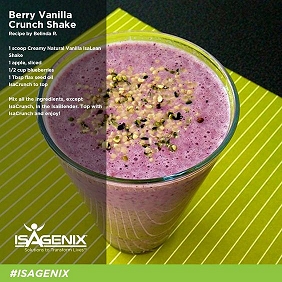 Berry Vanilla
Crunch Shake
Recipe by Belinda R.
1 scoop Creamy Natural Vanilla IsaLean
Shake
1 apple, sliced
1/2 cup blueberries
1 Tbsp flax seed oil
IsaCrunch to top
Mix all the ingredients, except
IsaCrunch, in the IsaBlender. Top with
IsaCrunch and enjoy!
ISAGENIX
Solutions to Transform Lives
#ISAGENIX